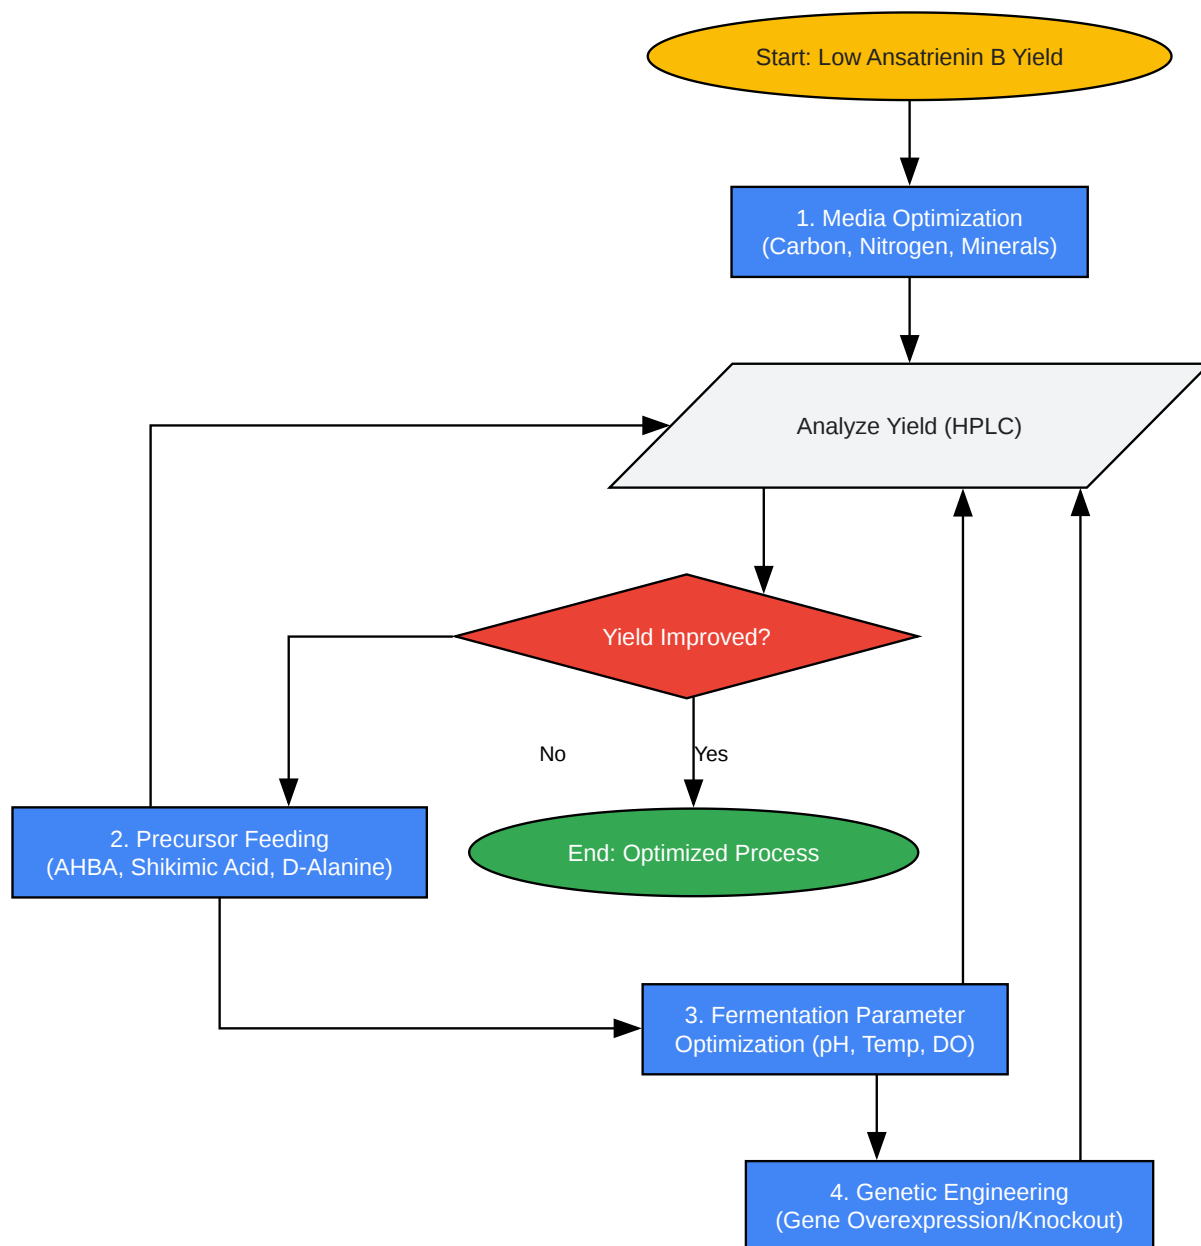 Start: Low Ansatrienin B Yield
1. Media Optimization
(Carbon, Nitrogen, Minerals)
Analyze Yield (HPLC)
Yield Improved?
No
Yes
2. Precursor Feeding
(AHBA, Shikimic Acid, D-Alanine)
End: Optimized Process
3. Fermentation Parameter
Optimization (pH, Temp, DO)
4. Genetic Engineering
(Gene Overexpression/Knockout)